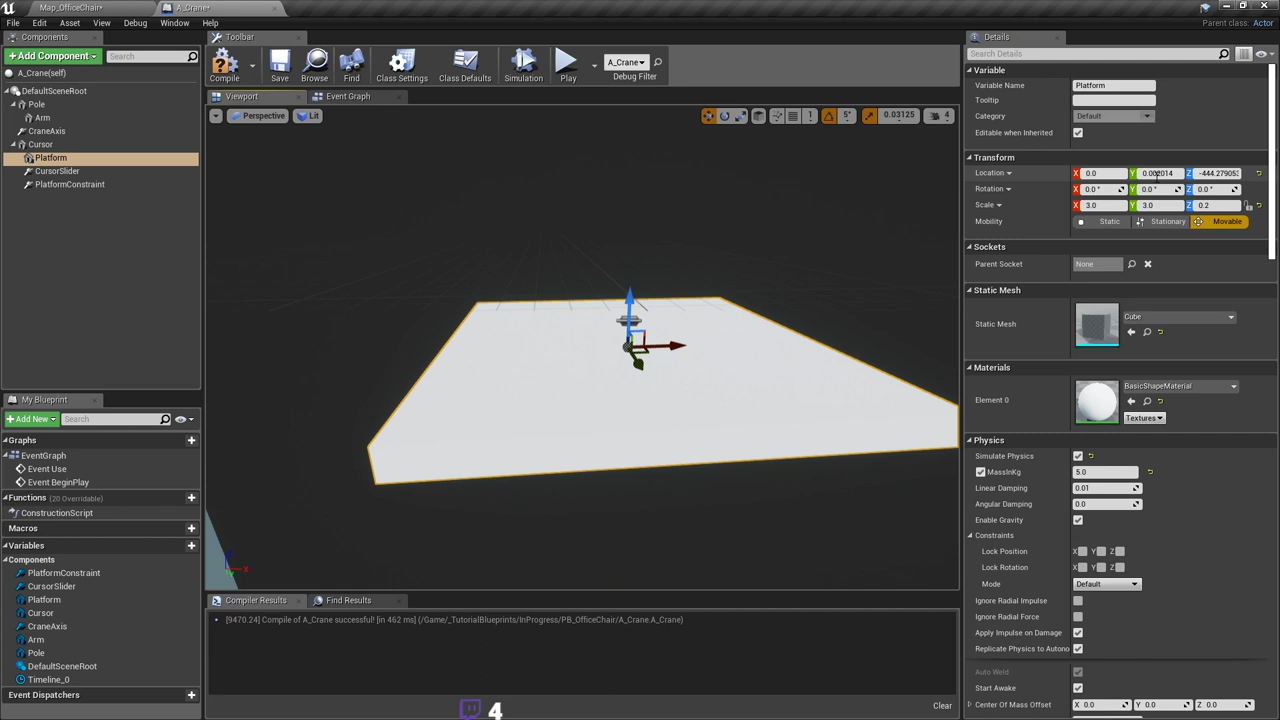 Map_OfficeChair*
A_Crane*
File Edit Asset View Debug Window Help
Parent class: Actor
Components
Toolbar
Details
+ Add Component
Search
A_Crane(self)
Compile
Save
Browse
Find
Class Settings
Class Defaults
Simulation
Play
A_Crane
Debug Filter
Search Details
DefaultSceneRoot
Pole
Arm
CraneAxis
Cursor
Platform
CursorSlider
PlatformConstraint
Viewport
Event Graph
Perspective
Lit
1
5°
0.03125
4
Variable
Variable Name Platform
Tooltip
Category Default
Editable when Inherited
Transform
Location X 0.0 Y 0.002014 Z -444.279053
Rotation X 0.0 ° Y 0.0 ° Z 0.0 °
Scale X 3.0 Y 3.0 Z 0.2
Mobility Static Stationary Movable
Sockets
Parent Socket None
Static Mesh
Static Mesh Cube
Materials
Element 0 BasicShapeMaterial
Textures
Physics
Simulate Physics
MassInKg 5.0
Linear Damping 0.01
Angular Damping 0.0
Enable Gravity
Constraints
Lock Position X Y Z
Lock Rotation X Y Z
Mode Default
Ignore Radial Impulse
Ignore Radial Force
Apply Impulse on Damage
Replicate Physics to Autono
Auto Weld
Start Awake
Center Of Mass Offset X 0.0 Y 0.0 Z 0.0
My Blueprint
+ Add New
Search
Graphs
EventGraph
Event Use
Event BeginPlay
Functions (20 Overridable)
ConstructionScript
Macros
Variables
Components
PlatformConstraint
CursorSlider
Platform
Cursor
CraneAxis
Arm
Pole
DefaultSceneRoot
Timeline_0
Event Dispatchers
Compiler Results
Find Results
[9470.24] Compile of A_Crane successful! [in 462 ms] (/Game/_TutorialBlueprints/InProgress/PB_OfficeChair/A_Crane.A_Crane)
Clear
4